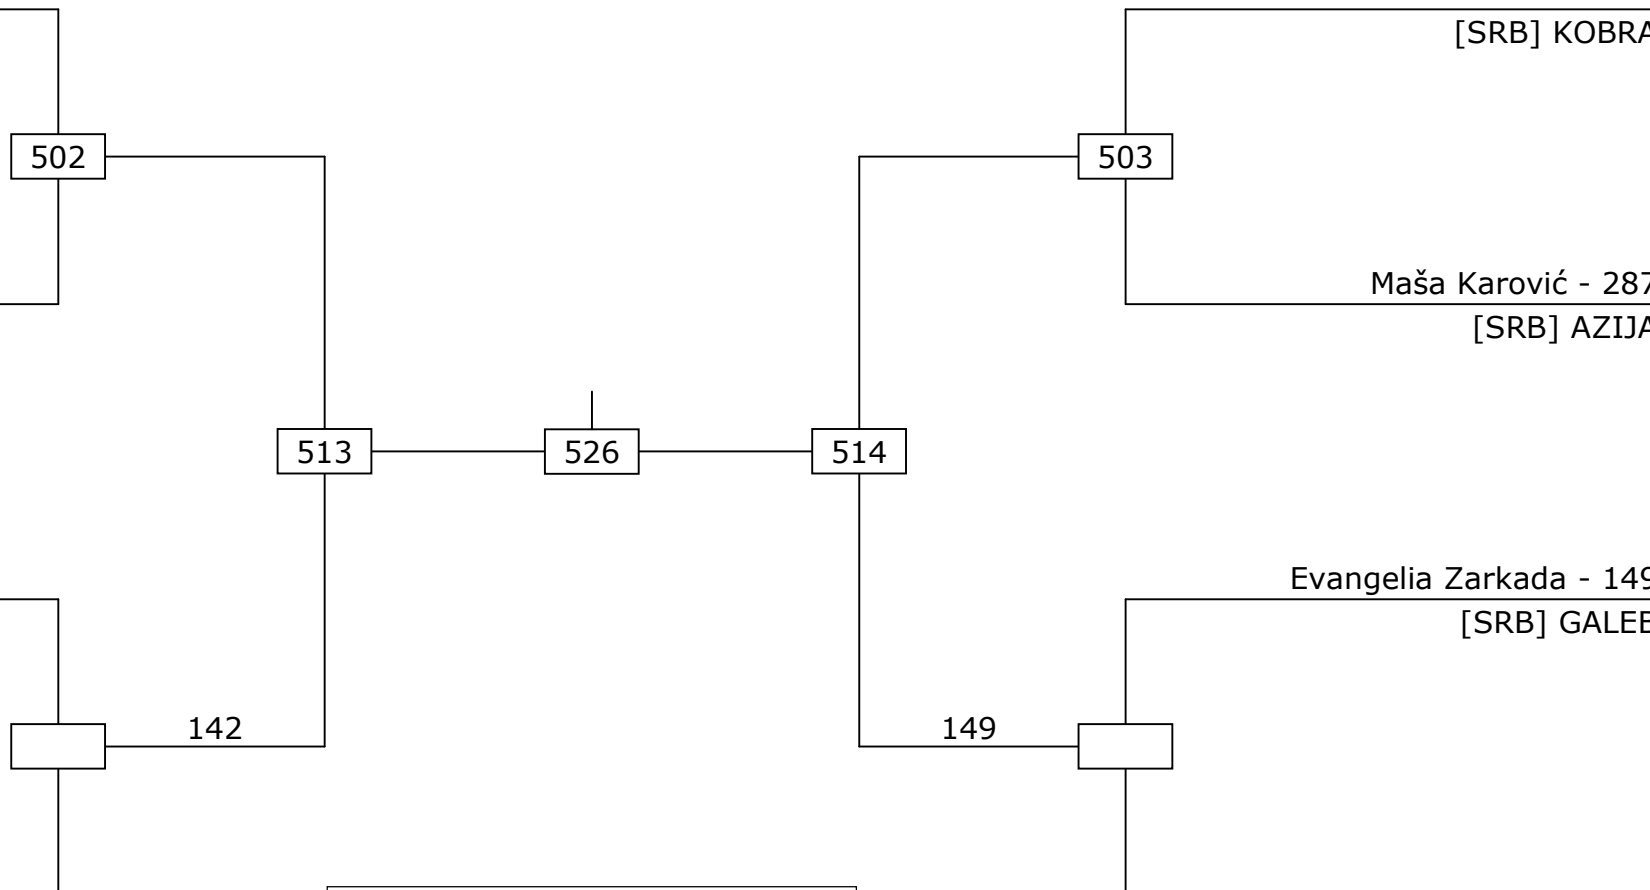 [SRB] KOBRA
502
503
Maša Karović - 287
[SRB] AZIJA
513
526
514
Evangelia Zarkada - 149
[SRB] GALEB
142
149